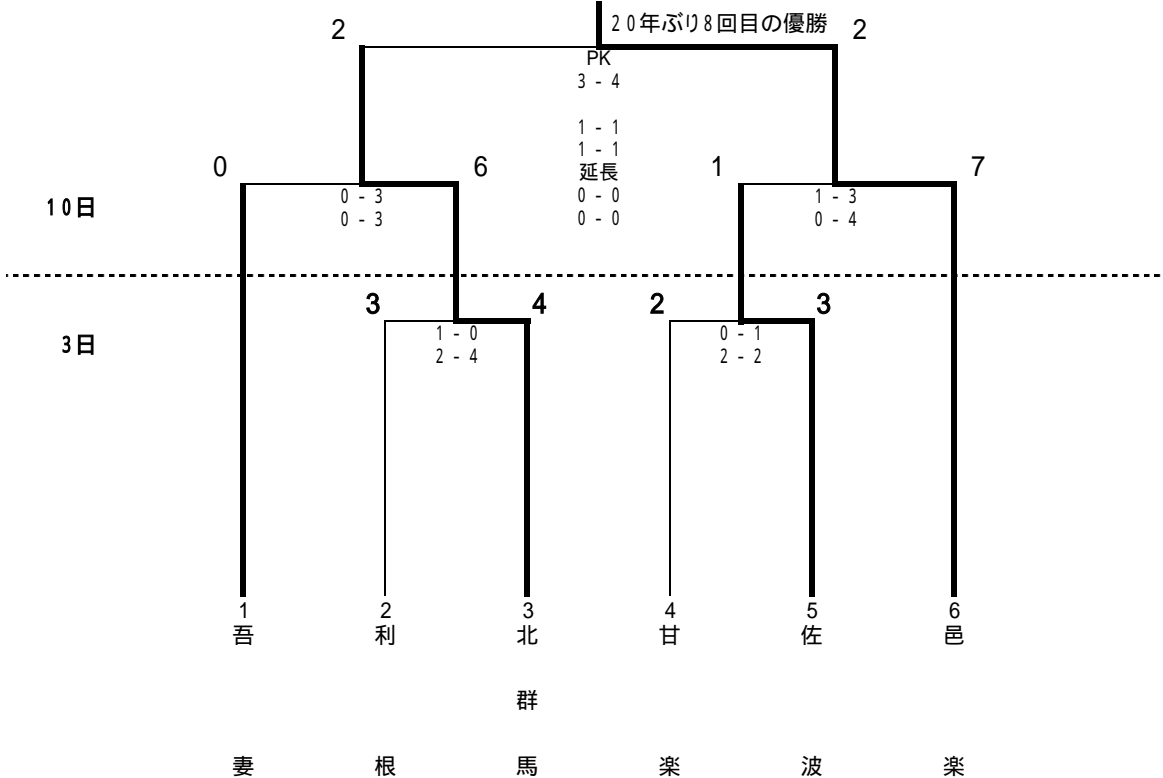 20年ぶり8回目の優勝
2 2
PK
3 - 4
1 - 1
1 - 1
延長
0 - 0
0 - 0
0 6 1 7
10日
0 - 3
0 - 3
1 - 3
0 - 4
3 4 2 3
3日
1 - 0
2 - 4
0 - 1
2 - 2
1 2 3 4 5 6
吾妻
利根
北群馬
甘楽
佐波
邑楽